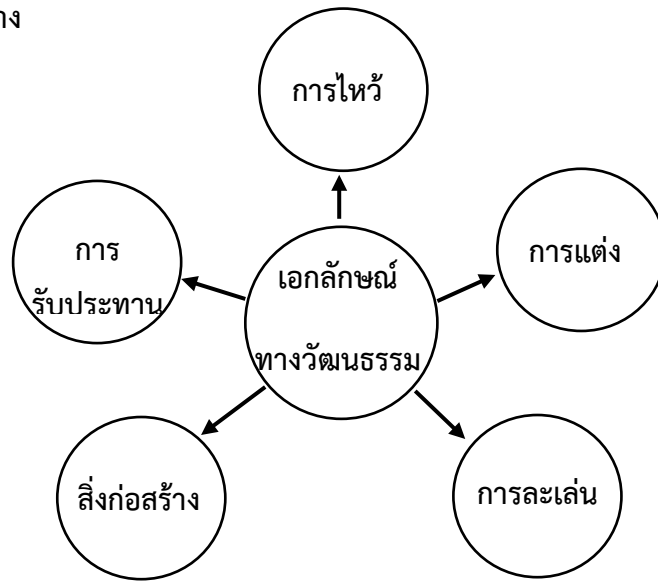 าง
การไหว้
การ
รับประทาน
เอกลักษณ์
ทางวัฒนธรรม
การแต่ง
สิ่งก่อสร้าง
การละเล่น